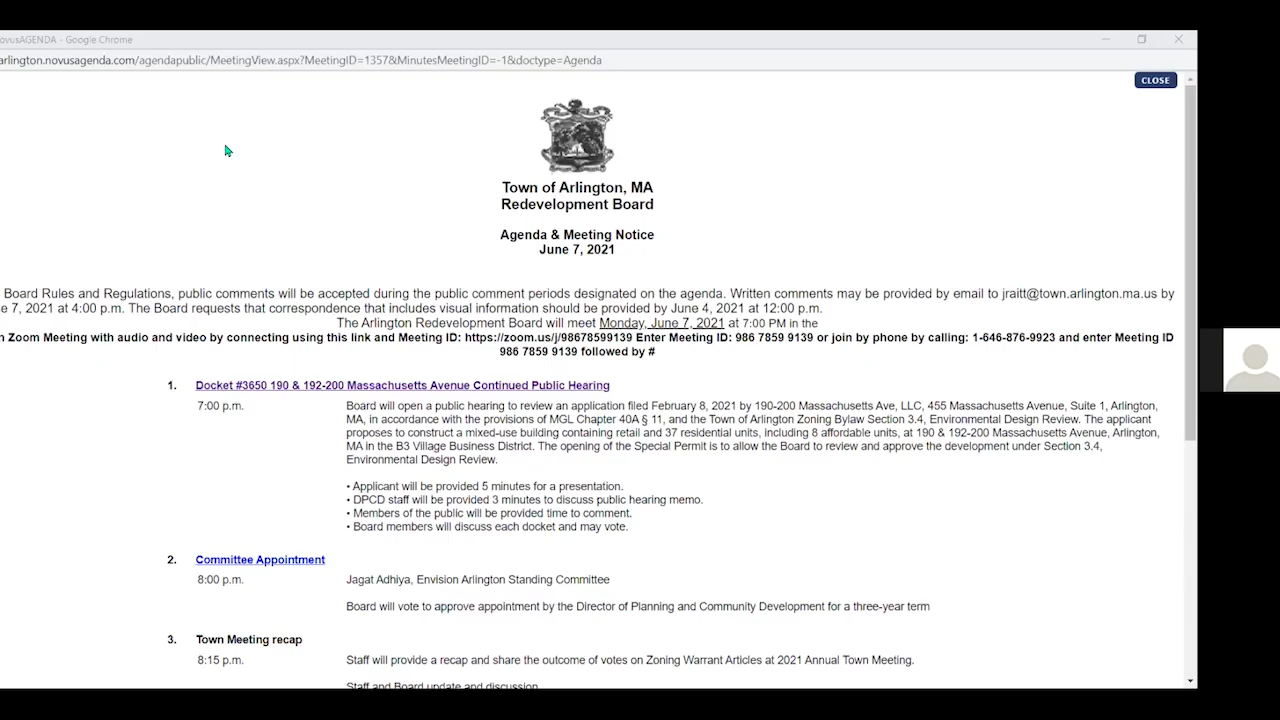 ovusAGENDA - Google Chrome
arlington.novusagenda.com/agendapublic/MeetingView.aspx?MeetingID=1357&MinutesMeetingID=-1&doctype=Agenda
CLOSE
Town of Arlington, MA
Redevelopment Board
Agenda & Meeting Notice
June 7, 2021
Board Rules and Regulations, public comments will be accepted during the public comment periods designated on the agenda. Written comments may be provided by email to jraitt@town.arlington.ma.us by
e 7, 2021 at 4:00 p.m. The Board requests that correspondence that includes visual information should be provided by June 4, 2021 at 12:00 p.m.
The Arlington Redevelopment Board will meet Monday, June 7, 2021 at 7:00 PM in the
n Zoom Meeting with audio and video by connecting using this link and Meeting ID: https://zoom.us/j/98678599139 Enter Meeting ID: 986 7859 9139 or join by phone by calling: 1-646-876-9923 and enter Meeting ID
986 7859 9139 followed by #
1. Docket #3650 190 & 192-200 Massachusetts Avenue Continued Public Hearing
7:00 p.m. Board will open a public hearing to review an application filed February 8, 2021 by 190-200 Massachusetts Ave, LLC, 455 Massachusetts Avenue, Suite 1, Arlington,
MA, in accordance with the provisions of MGL Chapter 40A § 11, and the Town of Arlington Zoning Bylaw Section 3.4, Environmental Design Review. The applicant
proposes to construct a mixed-use building containing retail and 37 residential units, including 8 affordable units, at 190 & 192-200 Massachusetts Avenue, Arlington,
MA in the B3 Village Business District. The opening of the Special Permit is to allow the Board to review and approve the development under Section 3.4,
Environmental Design Review.
• Applicant will be provided 5 minutes for a presentation.
• DPCD staff will be provided 3 minutes to discuss public hearing memo.
• Members of the public will be provided time to comment.
• Board members will discuss each docket and may vote.
2. Committee Appointment
8:00 p.m. Jagat Adhiya, Envision Arlington Standing Committee
Board will vote to approve appointment by the Director of Planning and Community Development for a three-year term
3. Town Meeting recap
8:15 p.m. Staff will provide a recap and share the outcome of votes on Zoning Warrant Articles at 2021 Annual Town Meeting.
Staff and Board update and discussion